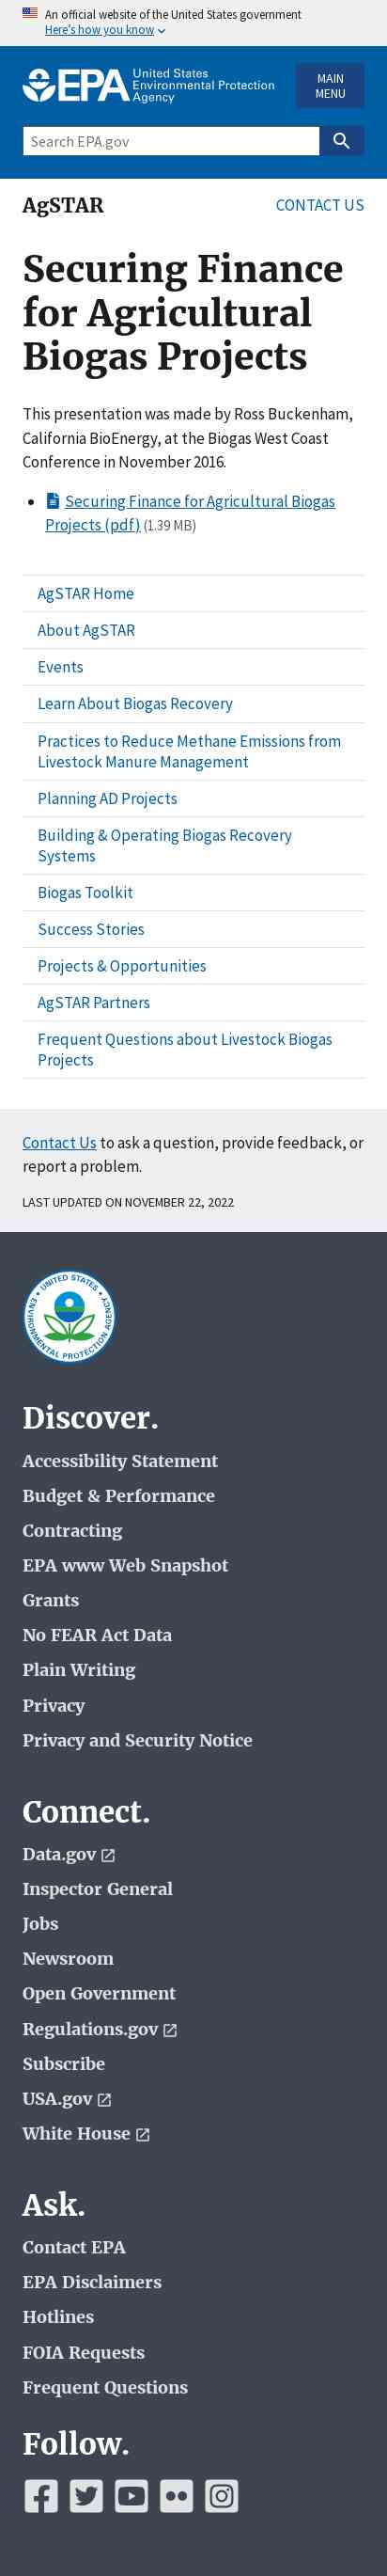 An official website of the United States government
Here's how you know
EPA United States
Environmental Protection
Agency
MAIN
MENU
Search EPA.gov
AgSTAR
CONTACT US
Securing Finance
for Agricultural
Biogas Projects
This presentation was made by Ross Buckenham,
California BioEnergy, at the Biogas West Coast
Conference in November 2016.
Securing Finance for Agricultural Biogas
Projects (pdf) (1.39 MB)
AgSTAR Home
About AgSTAR
Events
Learn About Biogas Recovery
Practices to Reduce Methane Emissions from
Livestock Manure Management
Planning AD Projects
Building & Operating Biogas Recovery
Systems
Biogas Toolkit
Success Stories
Projects & Opportunities
AgSTAR Partners
Frequent Questions about Livestock Biogas
Projects
Contact Us to ask a question, provide feedback, or
report a problem.
LAST UPDATED ON NOVEMBER 22, 2022
UNITED STATES
ENVIRONMENTAL PROTECTION AGENCY
Discover.
Accessibility Statement
Budget & Performance
Contracting
EPA www Web Snapshot
Grants
No FEAR Act Data
Plain Writing
Privacy
Privacy and Security Notice
Connect.
Data.gov
Inspector General
Jobs
Newsroom
Open Government
Regulations.gov
Subscribe
USA.gov
White House
Ask.
Contact EPA
EPA Disclaimers
Hotlines
FOIA Requests
Frequent Questions
Follow.